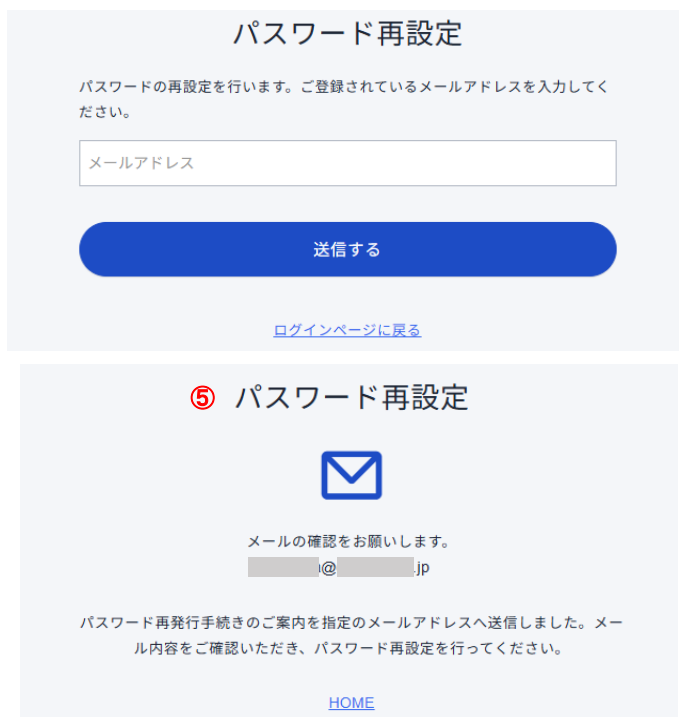 パスワード再設定
パスワードの再設定を行います。ご登録されているメールアドレスを入力してく
ださい。
メールアドレス
送信する
ログインページに戻る
⑤ パスワード再設定
メールの確認をお願いします。
@ .jp
パスワード再発行手続きのご案内を指定のメールアドレスへ送信しました。メー
ル内容をご確認いただき、パスワード再設定を行ってください。
HOME